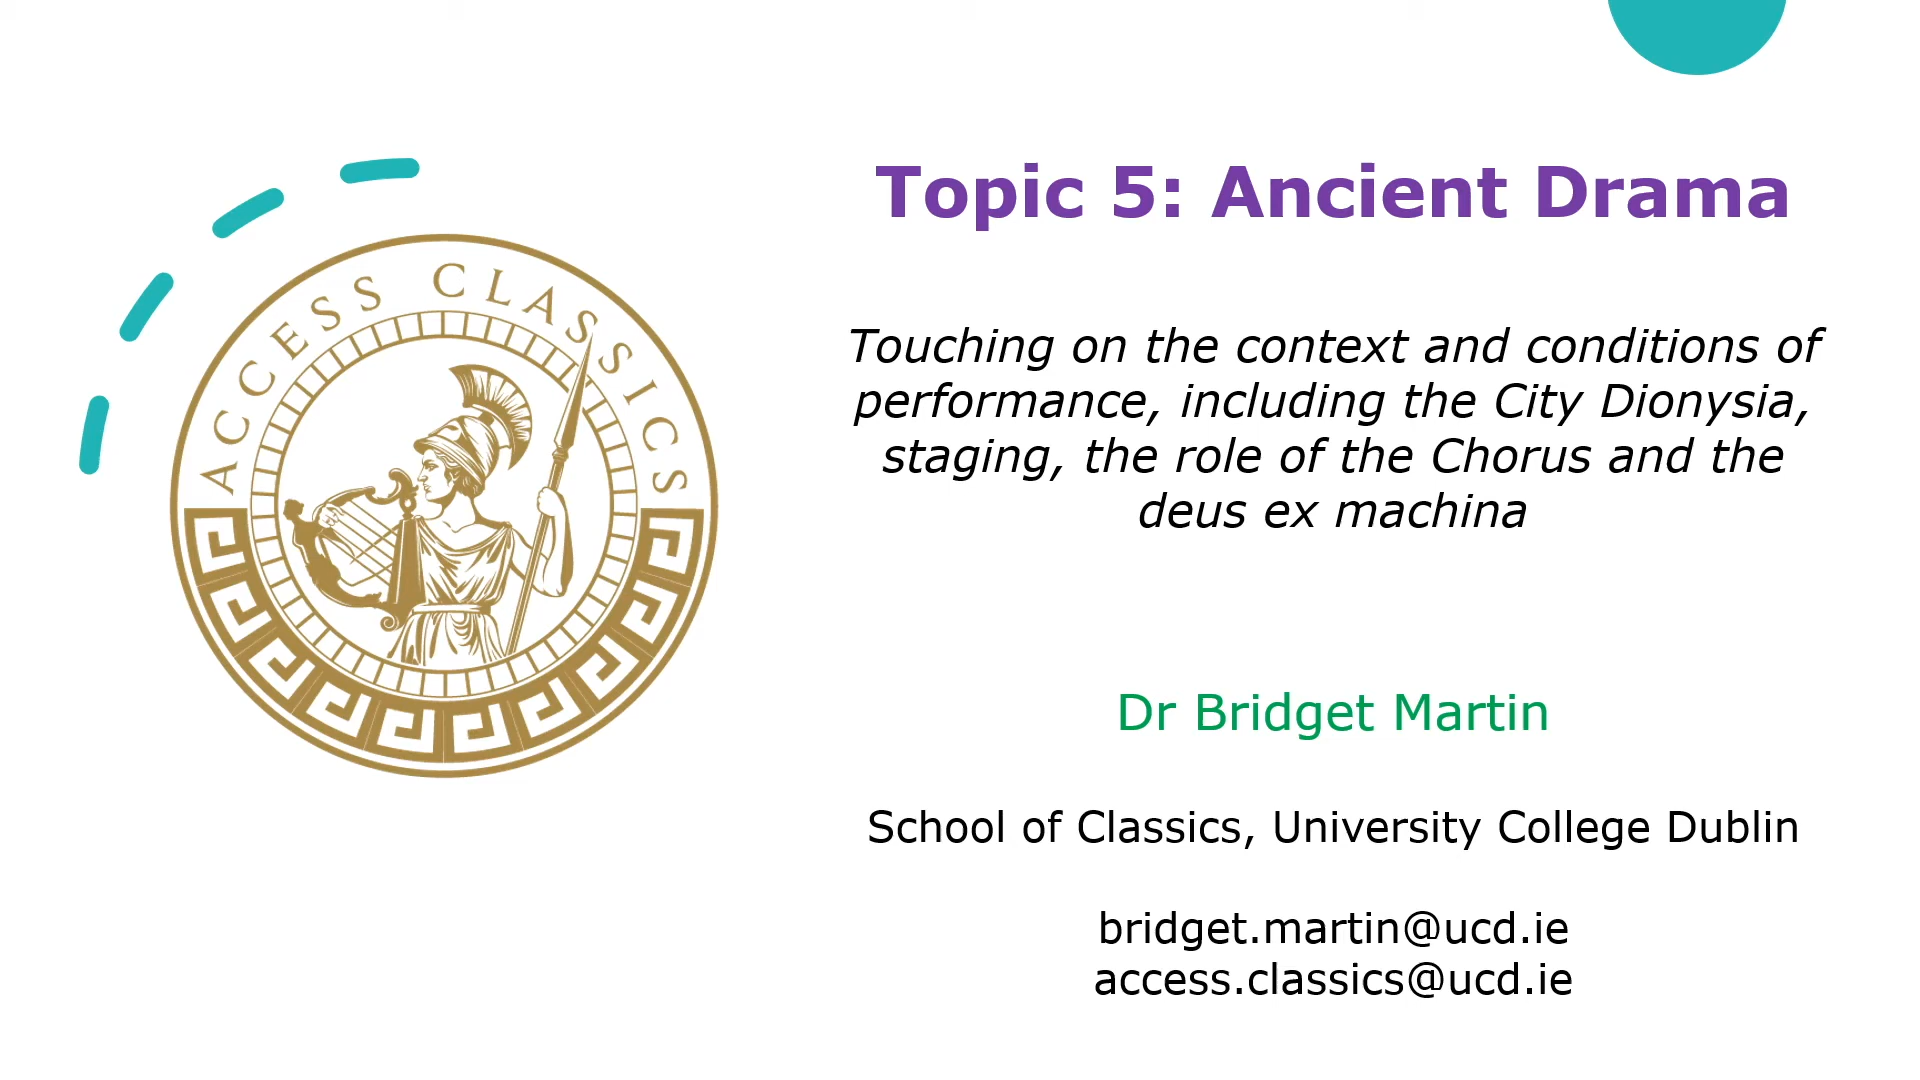 ACCESS CLASSICS
Topic 5: Ancient Drama
Touching on the context and conditions of
performance, including the City Dionysia,
staging, the role of the Chorus and the
deus ex machina
Dr Bridget Martin
School of Classics, University College Dublin
bridget.martin@ucd.ie
access.classics@ucd.ie